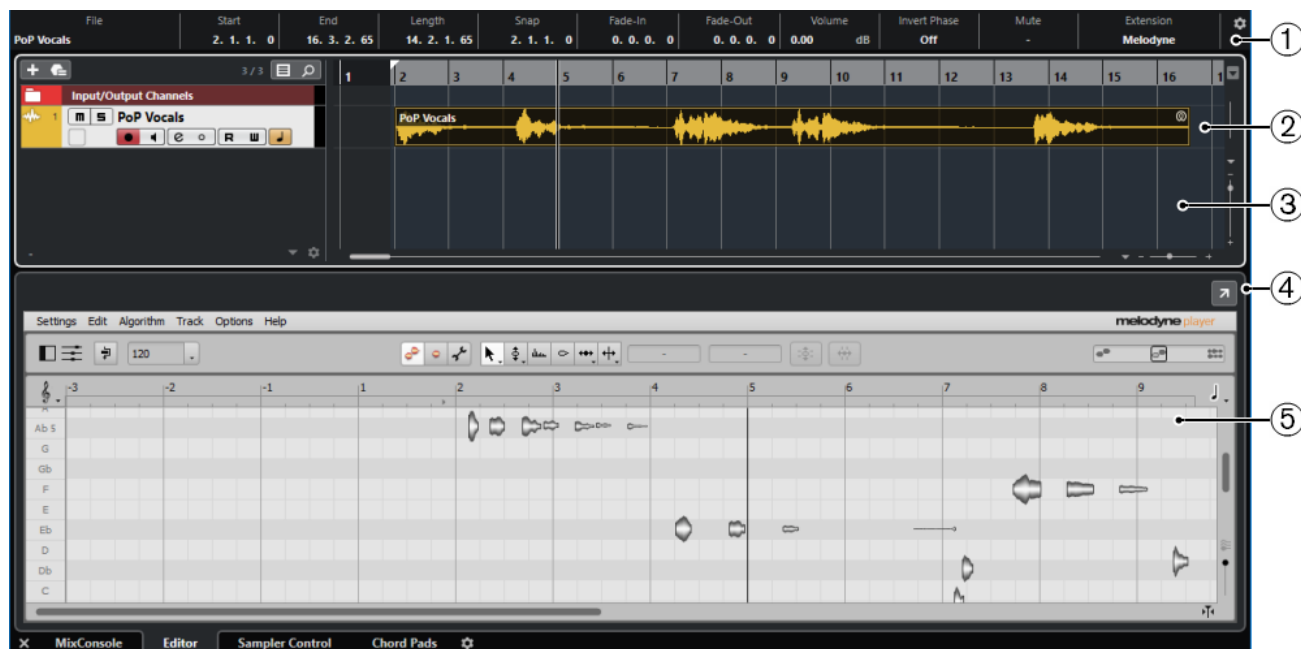 File Start End Length Snap Fade-In Fade-Out Volume Invert Phase Mute Extension
PoP Vocals 2. 1. 1. 0 16. 3. 2. 65 14. 2. 1. 65 2. 1. 1. 0 0. 0. 0. 0 0. 0. 0. 0 0.00 dB Off - Melodyne
1
3/3 1 2 3 4 5 6 7 8 9 10 11 12 13 14 15 16 1
Input/Output Channels
1 m S PoP Vocals
e R W
PoP Vocals
2
3
4
Settings Edit Algorithm Track Options Help melodyne player
120 - -
-3 -2 -1 1 2 3 4 5 6 7 8 9
5
Ab 5
G
Gb
F
E
Eb
D
Db
C
MixConsole Editor Sampler Control Chord Pads